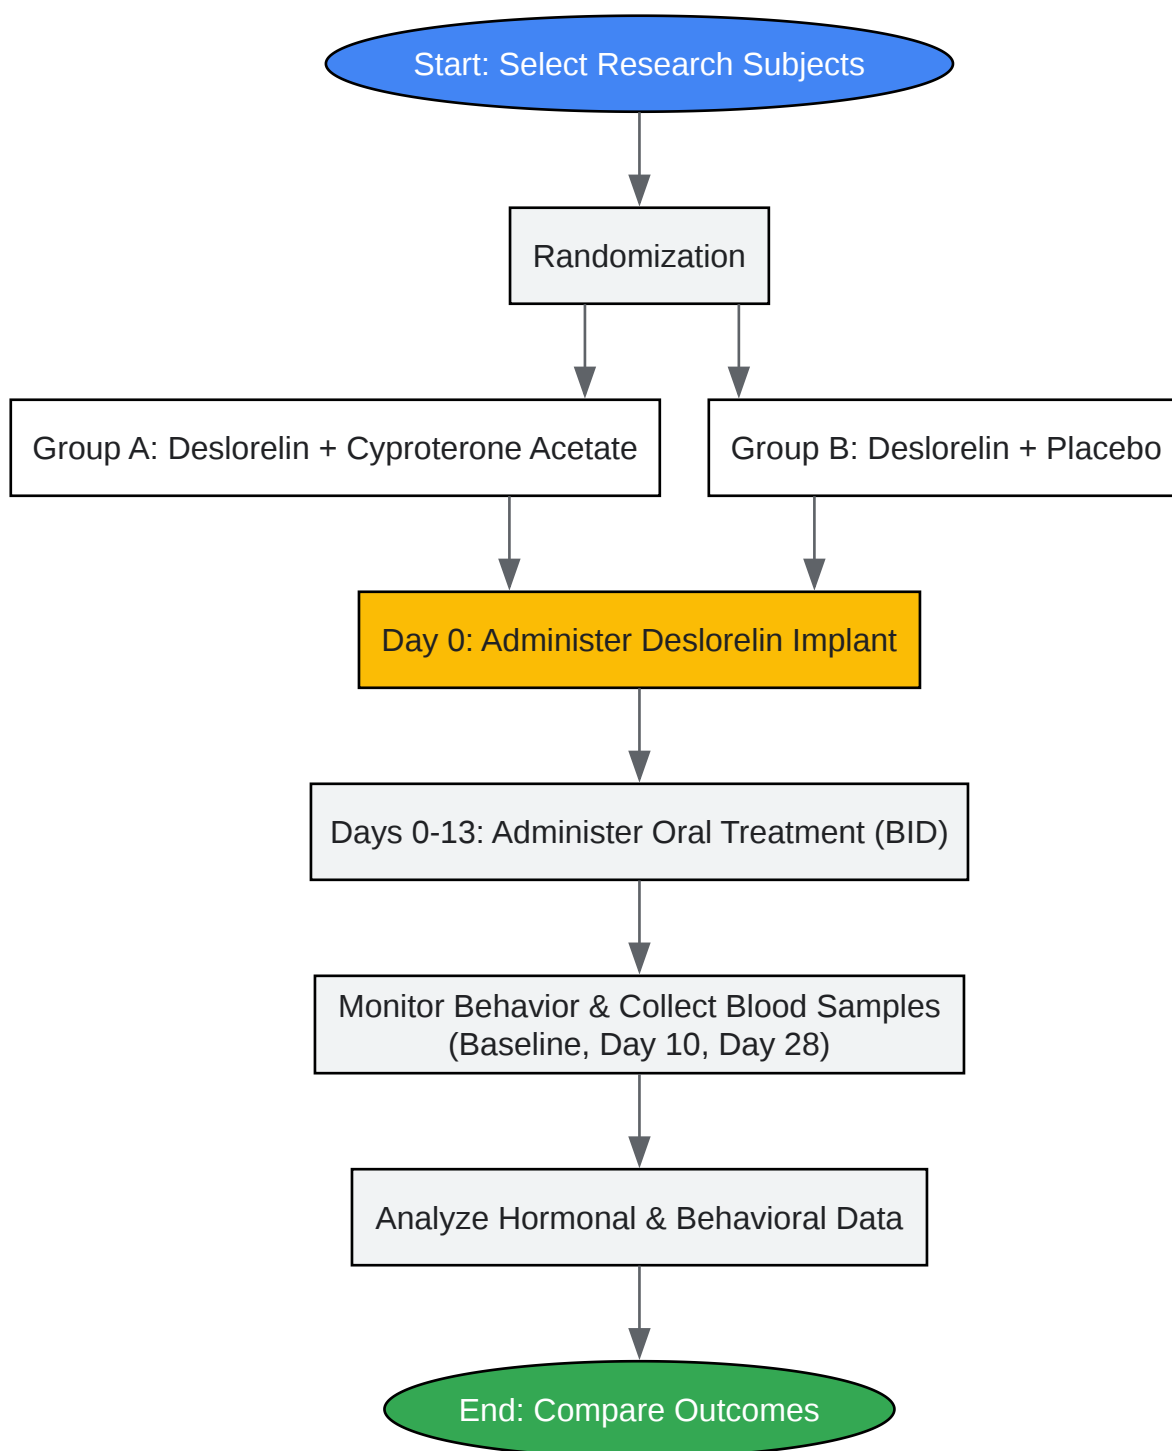 Start: Select Research Subjects
Randomization
Group A: Deslorelin + Cyproterone Acetate
Group B: Deslorelin + Placebo
Day 0: Administer Deslorelin Implant
Days 0-13: Administer Oral Treatment (BID)
Monitor Behavior & Collect Blood Samples
(Baseline, Day 10, Day 28)
Analyze Hormonal & Behavioral Data
End: Compare Outcomes